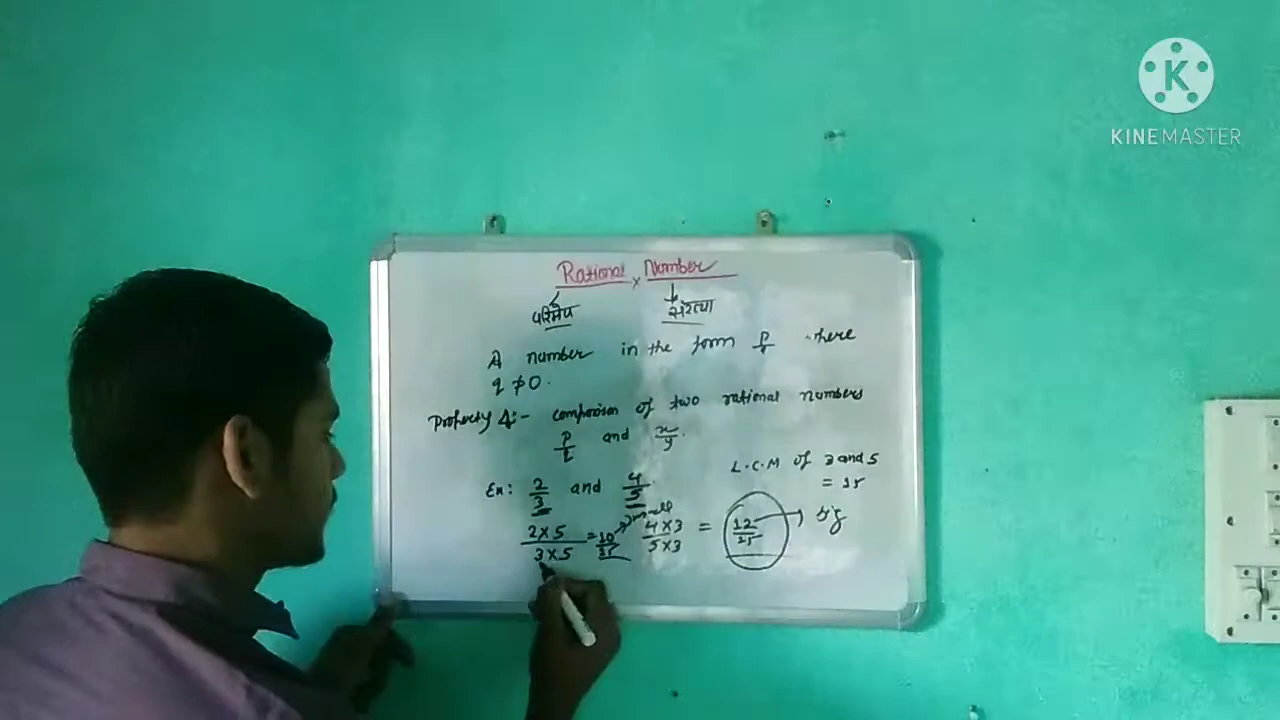 KINEMASTER
Rational Number
परिमेय संख्या
A number in the form p/q where
q ≠ 0.
Property 4:- comparison of two rational numbers
p/q and x/y.
L.C.M of 3 and 5
= 15
Ex: 2/3 and 4/5.
2×5/3×5 = 10/15 → small 4×3/5×3 = 12/15 → big